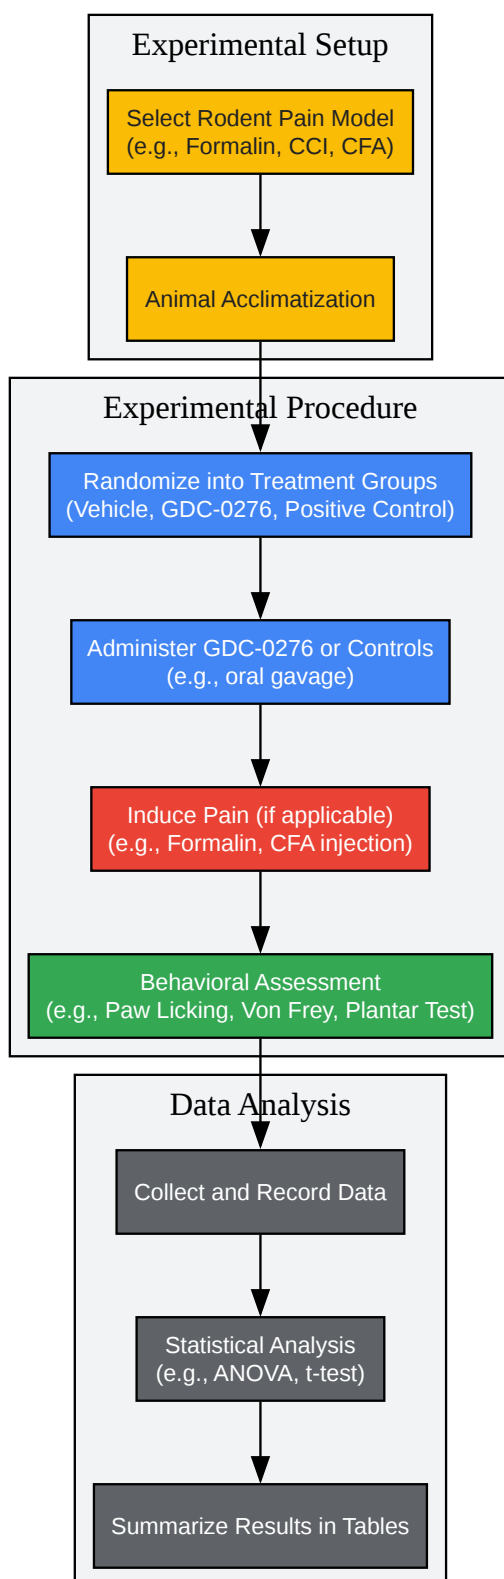 Experimental Setup
Select Rodent Pain Model
(e.g., Formalin, CCI, CFA)
Animal Acclimatization
Experimental Procedure
Randomize into Treatment Groups
(Vehicle, GDC-0276, Positive Control)
Administer GDC-0276 or Controls
(e.g., oral gavage)
Induce Pain (if applicable)
(e.g., Formalin, CFA injection)
Behavioral Assessment
(e.g., Paw Licking, Von Frey, Plantar Test)
Data Analysis
Collect and Record Data
Statistical Analysis
(e.g., ANOVA, t-test)
Summarize Results in Tables